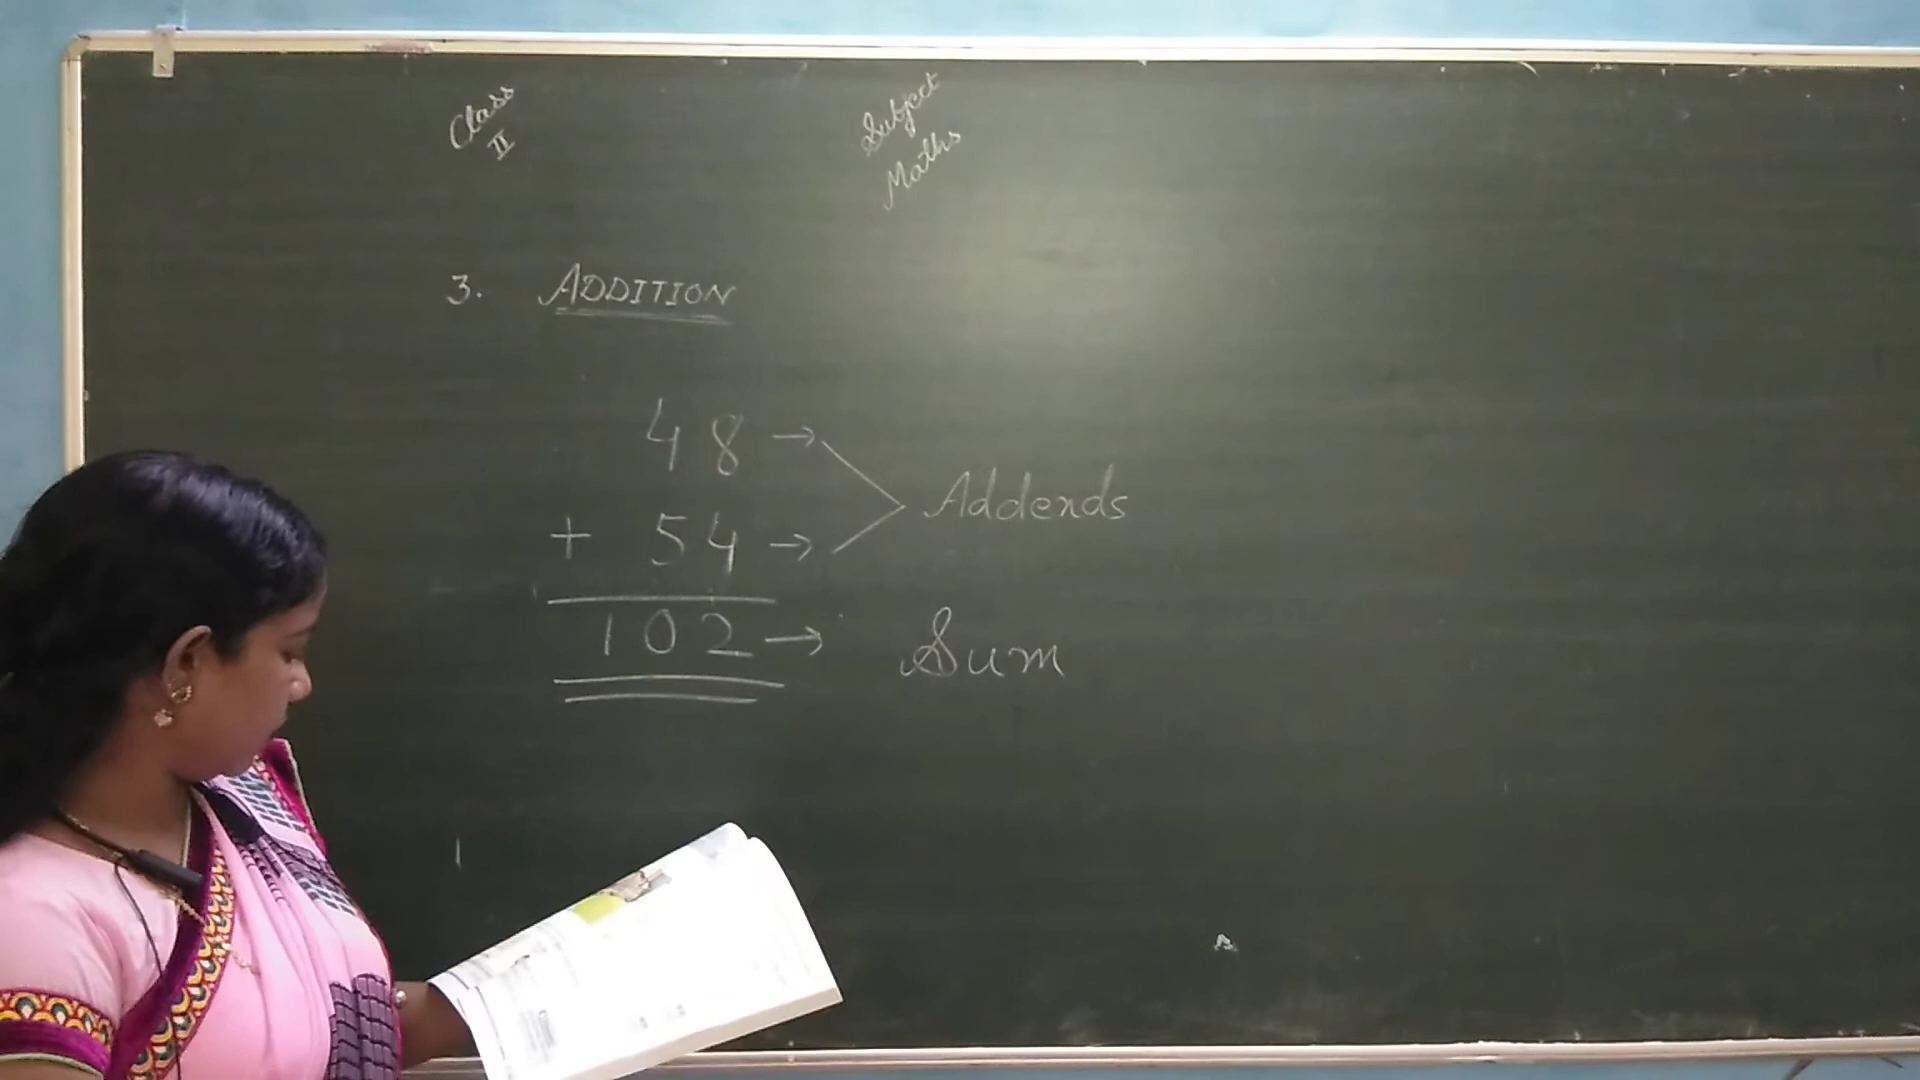 Class
II
Subject
Maths
3. ADDITION
48 →
Addends
+ 54 →
102 → Sum